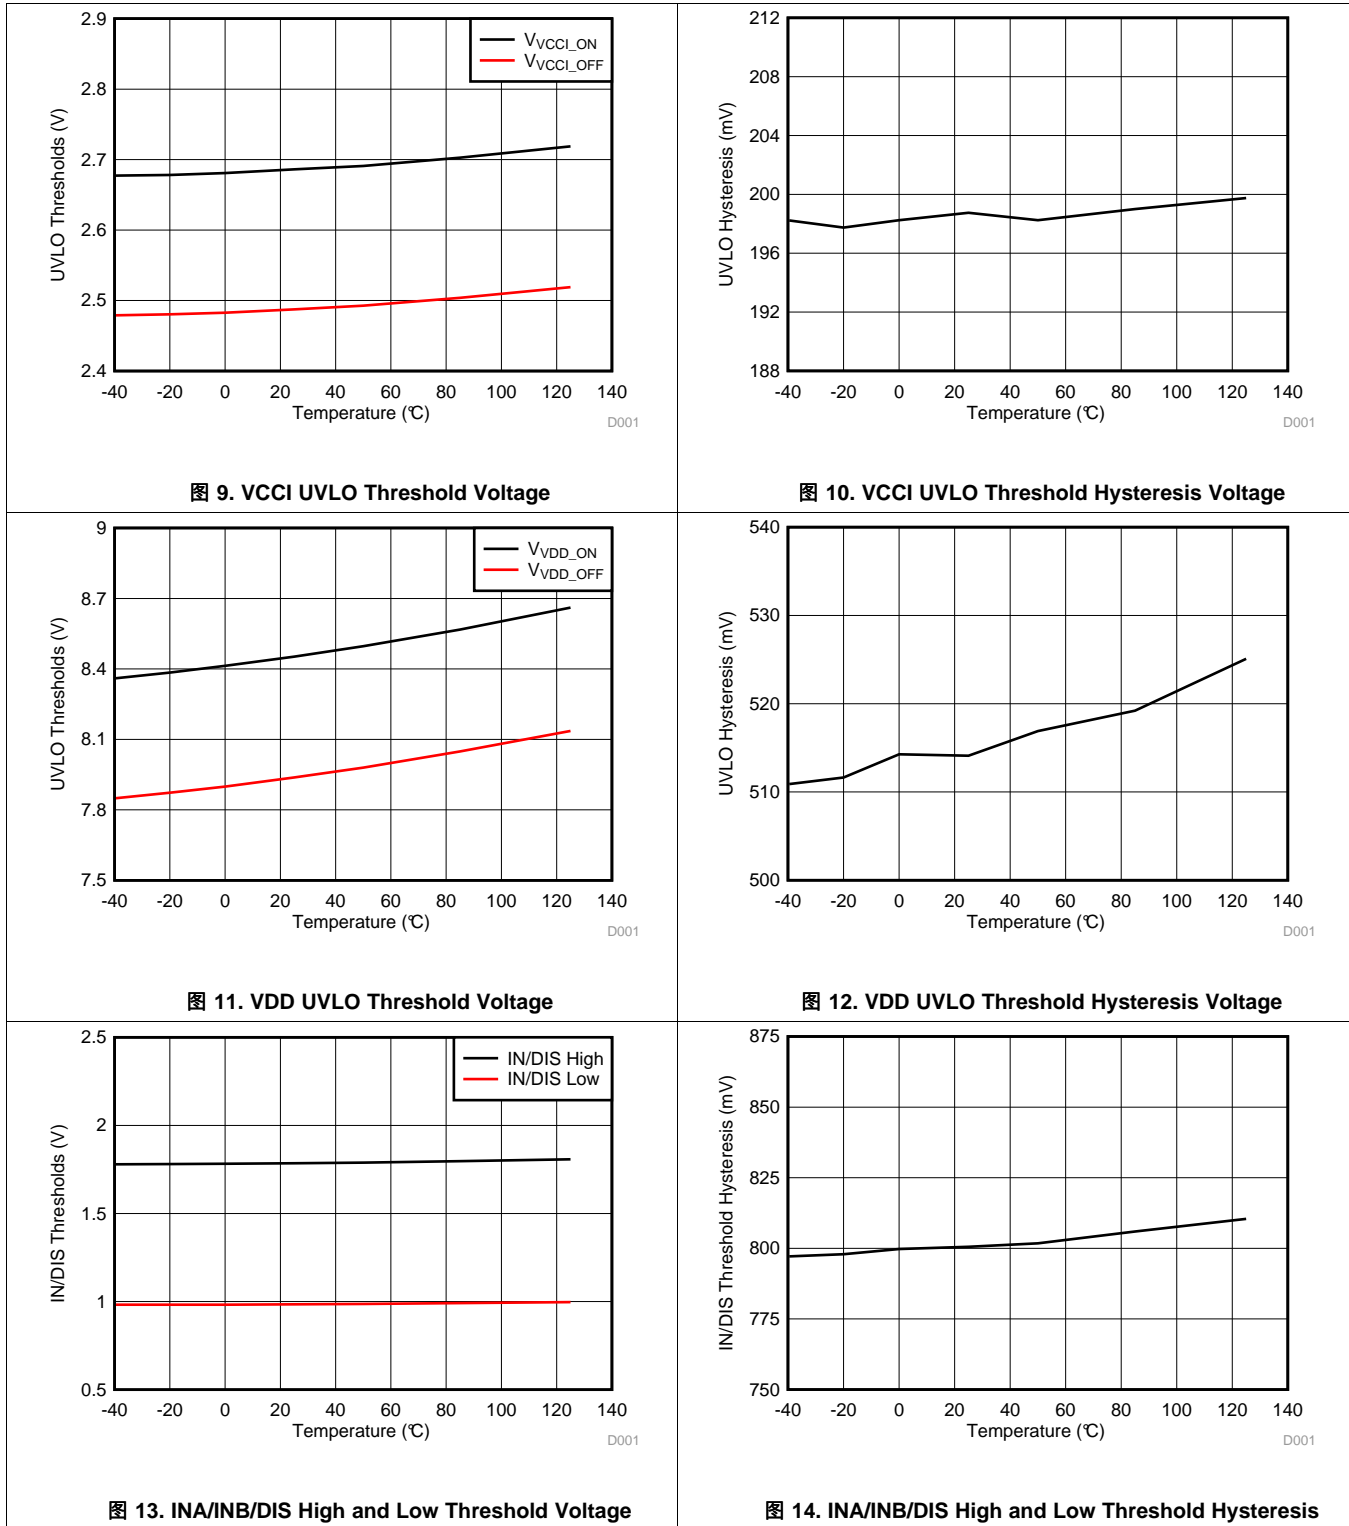 2.9
2.8
2.7
2.6
2.5
2.4
UVLO Thresholds (V)
V_VCCI_ON
V_VCCI_OFF
-40 -20 0 20 40 60 80 100 120 140
Temperature (°C)
D001
图 9. VCCI UVLO Threshold Voltage
212
208
204
200
196
192
188
UVLO Hysteresis (mV)
-40 -20 0 20 40 60 80 100 120 140
Temperature (°C)
D001
图 10. VCCI UVLO Threshold Hysteresis Voltage
9
8.7
8.4
8.1
7.8
7.5
UVLO Thresholds (V)
V_VDD_ON
V_VDD_OFF
-40 -20 0 20 40 60 80 100 120 140
Temperature (°C)
D001
图 11. VDD UVLO Threshold Voltage
540
530
520
510
500
UVLO Hysteresis (mV)
-40 -20 0 20 40 60 80 100 120 140
Temperature (°C)
D001
图 12. VDD UVLO Threshold Hysteresis Voltage
2.5
2
1.5
1
0.5
IN/DIS Thresholds (V)
IN/DIS High
IN/DIS Low
-40 -20 0 20 40 60 80 100 120 140
Temperature (°C)
D001
图 13. INA/INB/DIS High and Low Threshold Voltage
875
850
825
800
775
750
IN/DIS Threshold Hysteresis (mV)
-40 -20 0 20 40 60 80 100 120 140
Temperature (°C)
D001
图 14. INA/INB/DIS High and Low Threshold Hysteresis